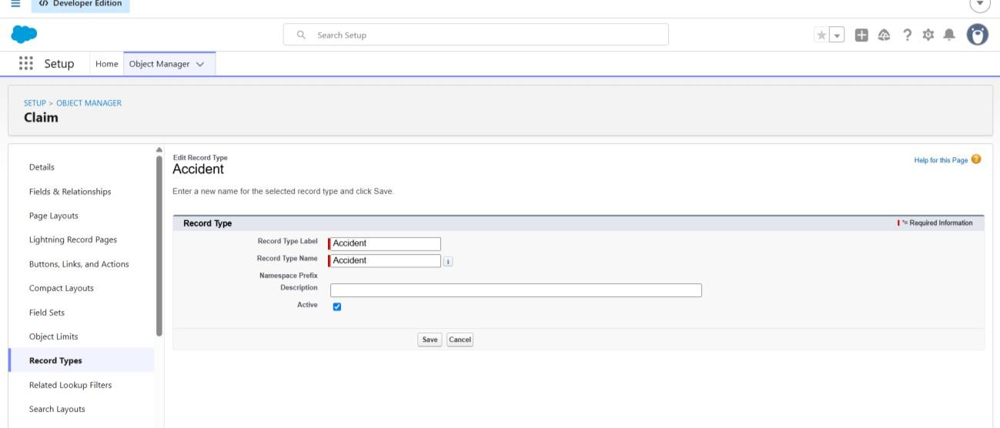 </> Developer Edition
Search Setup
Setup Home Object Manager
SETUP > OBJECT MANAGER
Claim
Details
Fields & Relationships
Page Layouts
Lightning Record Pages
Buttons, Links, and Actions
Compact Layouts
Field Sets
Object Limits
Record Types
Related Lookup Filters
Search Layouts
Edit Record Type
Accident
Help for this Page
Enter a new name for the selected record type and click Save.
Record Type
*= Required Information
Record Type Label Accident
Record Type Name Accident
Namespace Prefix
Description
Active
Save Cancel